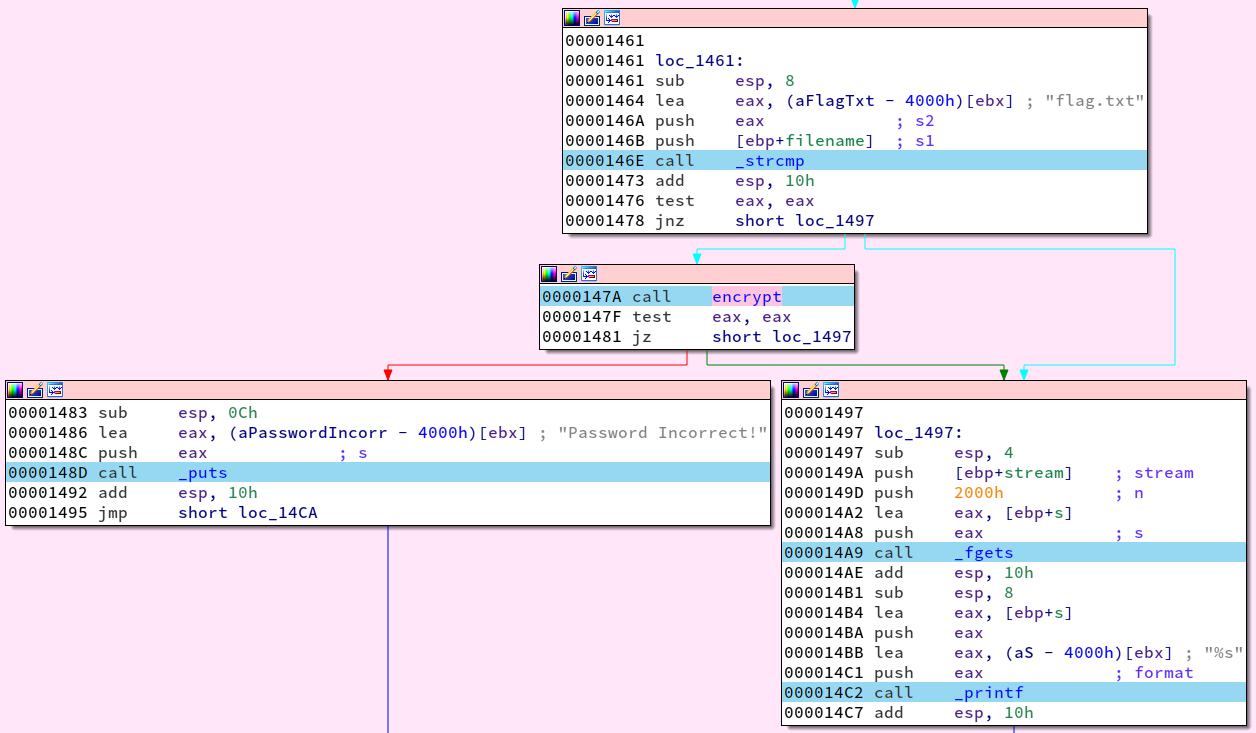 00001461
00001461 loc_1461:
00001461 sub esp, 8
00001464 lea eax, (aFlagTxt - 4000h)[ebx] ; "flag.txt"
0000146A push eax ; s2
0000146B push [ebp+filename] ; s1
0000146E call _strcmp
00001473 add esp, 10h
00001476 test eax, eax
00001478 jnz short loc_1497
0000147A call encrypt
0000147F test eax, eax
00001481 jz short loc_1497
00001483 sub esp, 0Ch
00001486 lea eax, (aPasswordIncorr - 4000h)[ebx] ; "Password Incorrect!"
0000148C push eax ; s
0000148D call _puts
00001492 add esp, 10h
00001495 jmp short loc_14CA
00001497
00001497 loc_1497:
00001497 sub esp, 4
0000149A push [ebp+stream] ; stream
0000149D push 2000h ; n
000014A2 lea eax, [ebp+s]
000014A8 push eax ; s
000014A9 call _fgets
000014AE add esp, 10h
000014B1 sub esp, 8
000014B4 lea eax, [ebp+s]
000014BA push eax
000014BB lea eax, (aS - 4000h)[ebx] ; "%s"
000014C1 push eax ; format
000014C2 call _printf
000014C7 add esp, 10h